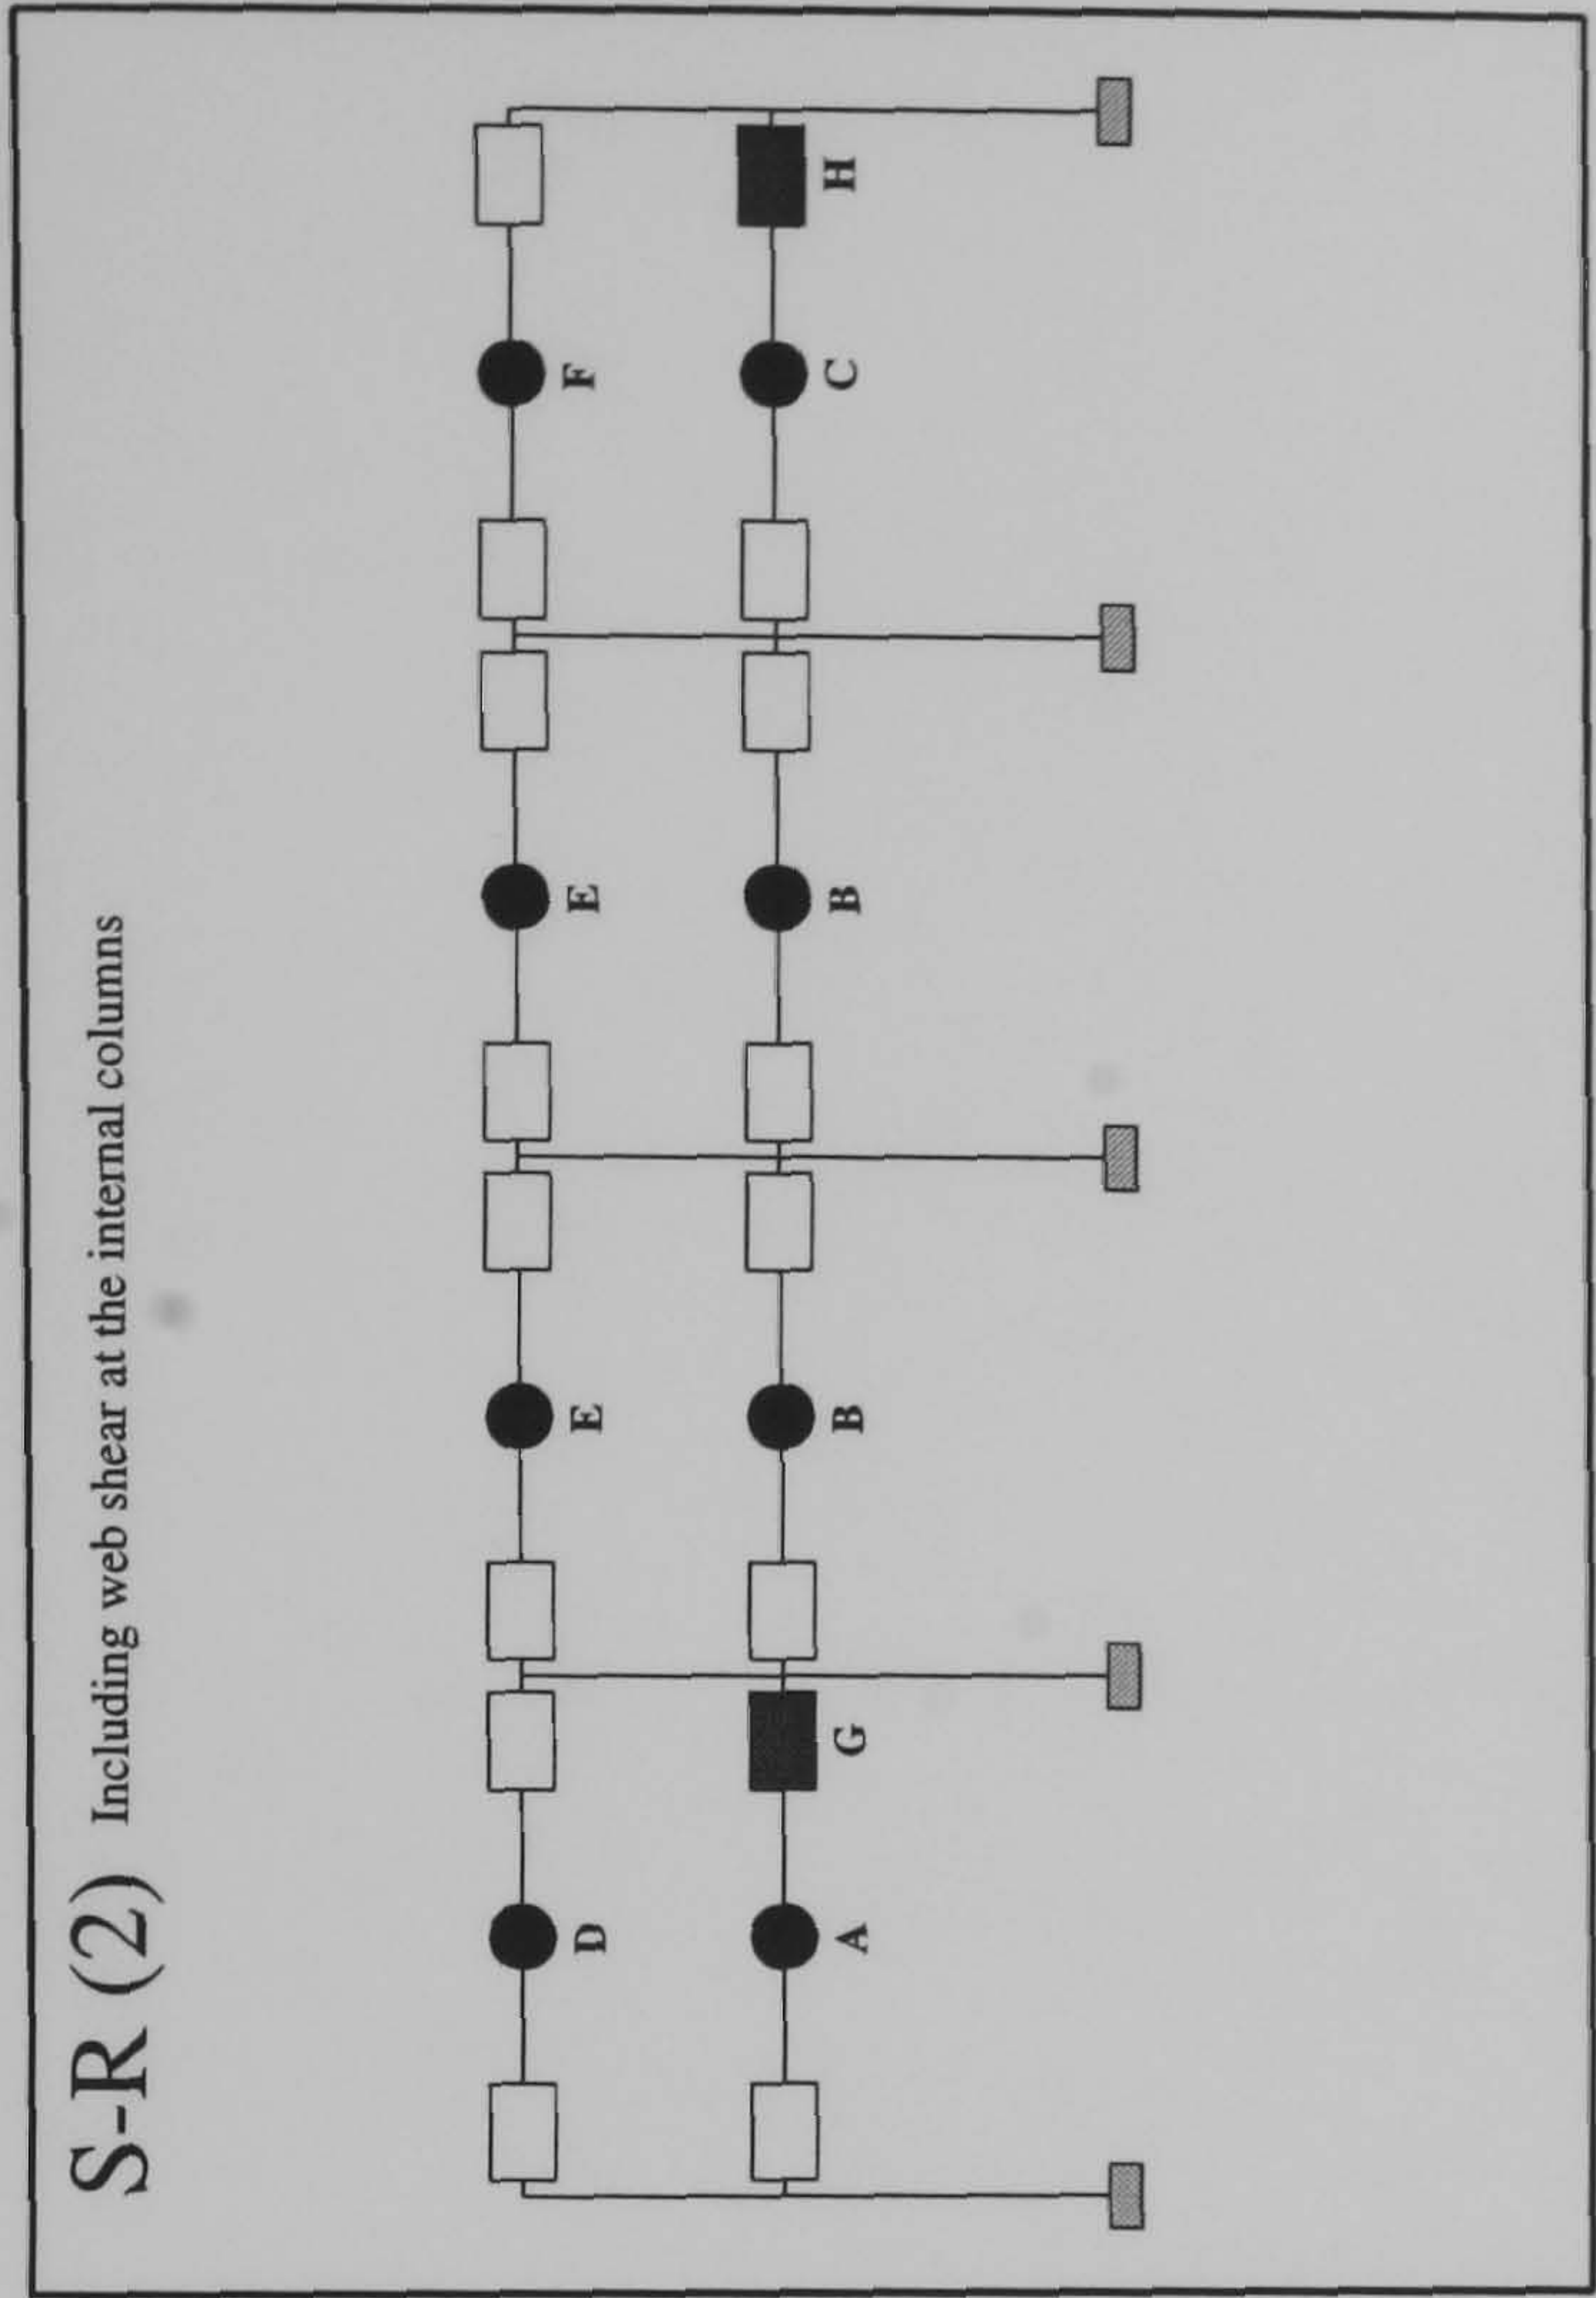 S-R (2) Including web shear at the internal columns
D E E F
A G B B C H